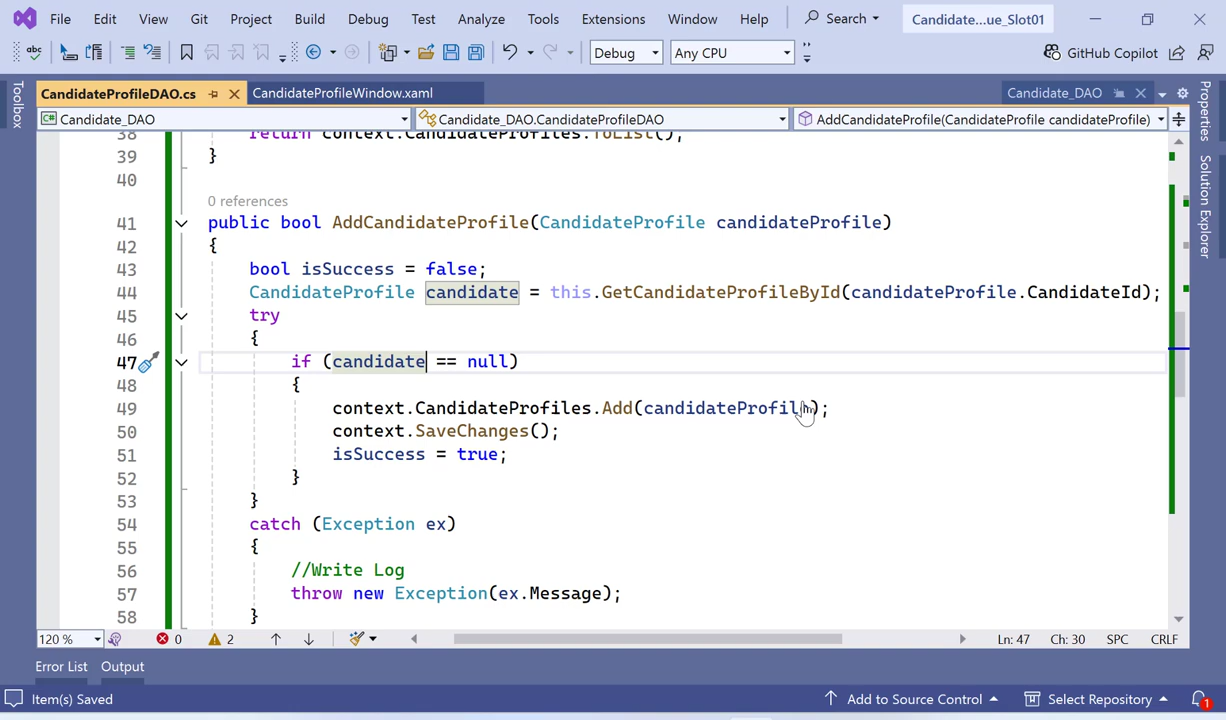 File Edit View Git Project Build Debug Test Analyze Tools Extensions Window Help Search Candidate...ue_Slot01
abc Debug Any CPU GitHub Copilot
CandidateProfileDAO.cs CandidateProfileWindow.xaml Candidate_DAO
Candidate_DAO Candidate_DAO.CandidateProfileDAO AddCandidateProfile(CandidateProfile candidateProfile)
Toolbox
Properties
Solution Explorer
38 return context.CandidateProfiles.ToList();
39 }
40
0 references
41 public bool AddCandidateProfile(CandidateProfile candidateProfile)
42 {
43 bool isSuccess = false;
44 CandidateProfile candidate = this.GetCandidateProfileById(candidateProfile.CandidateId);
45 try
46 {
47 if (candidate == null)
48 {
49 context.CandidateProfiles.Add(candidateProfile);
50 context.SaveChanges();
51 isSuccess = true;
52 }
53 }
54 catch (Exception ex)
55 {
56 //Write Log
57 throw new Exception(ex.Message);
58 }
120 % 0 2 Ln: 47 Ch: 30 SPC CRLF
Error List Output
Item(s) Saved Add to Source Control Select Repository 1